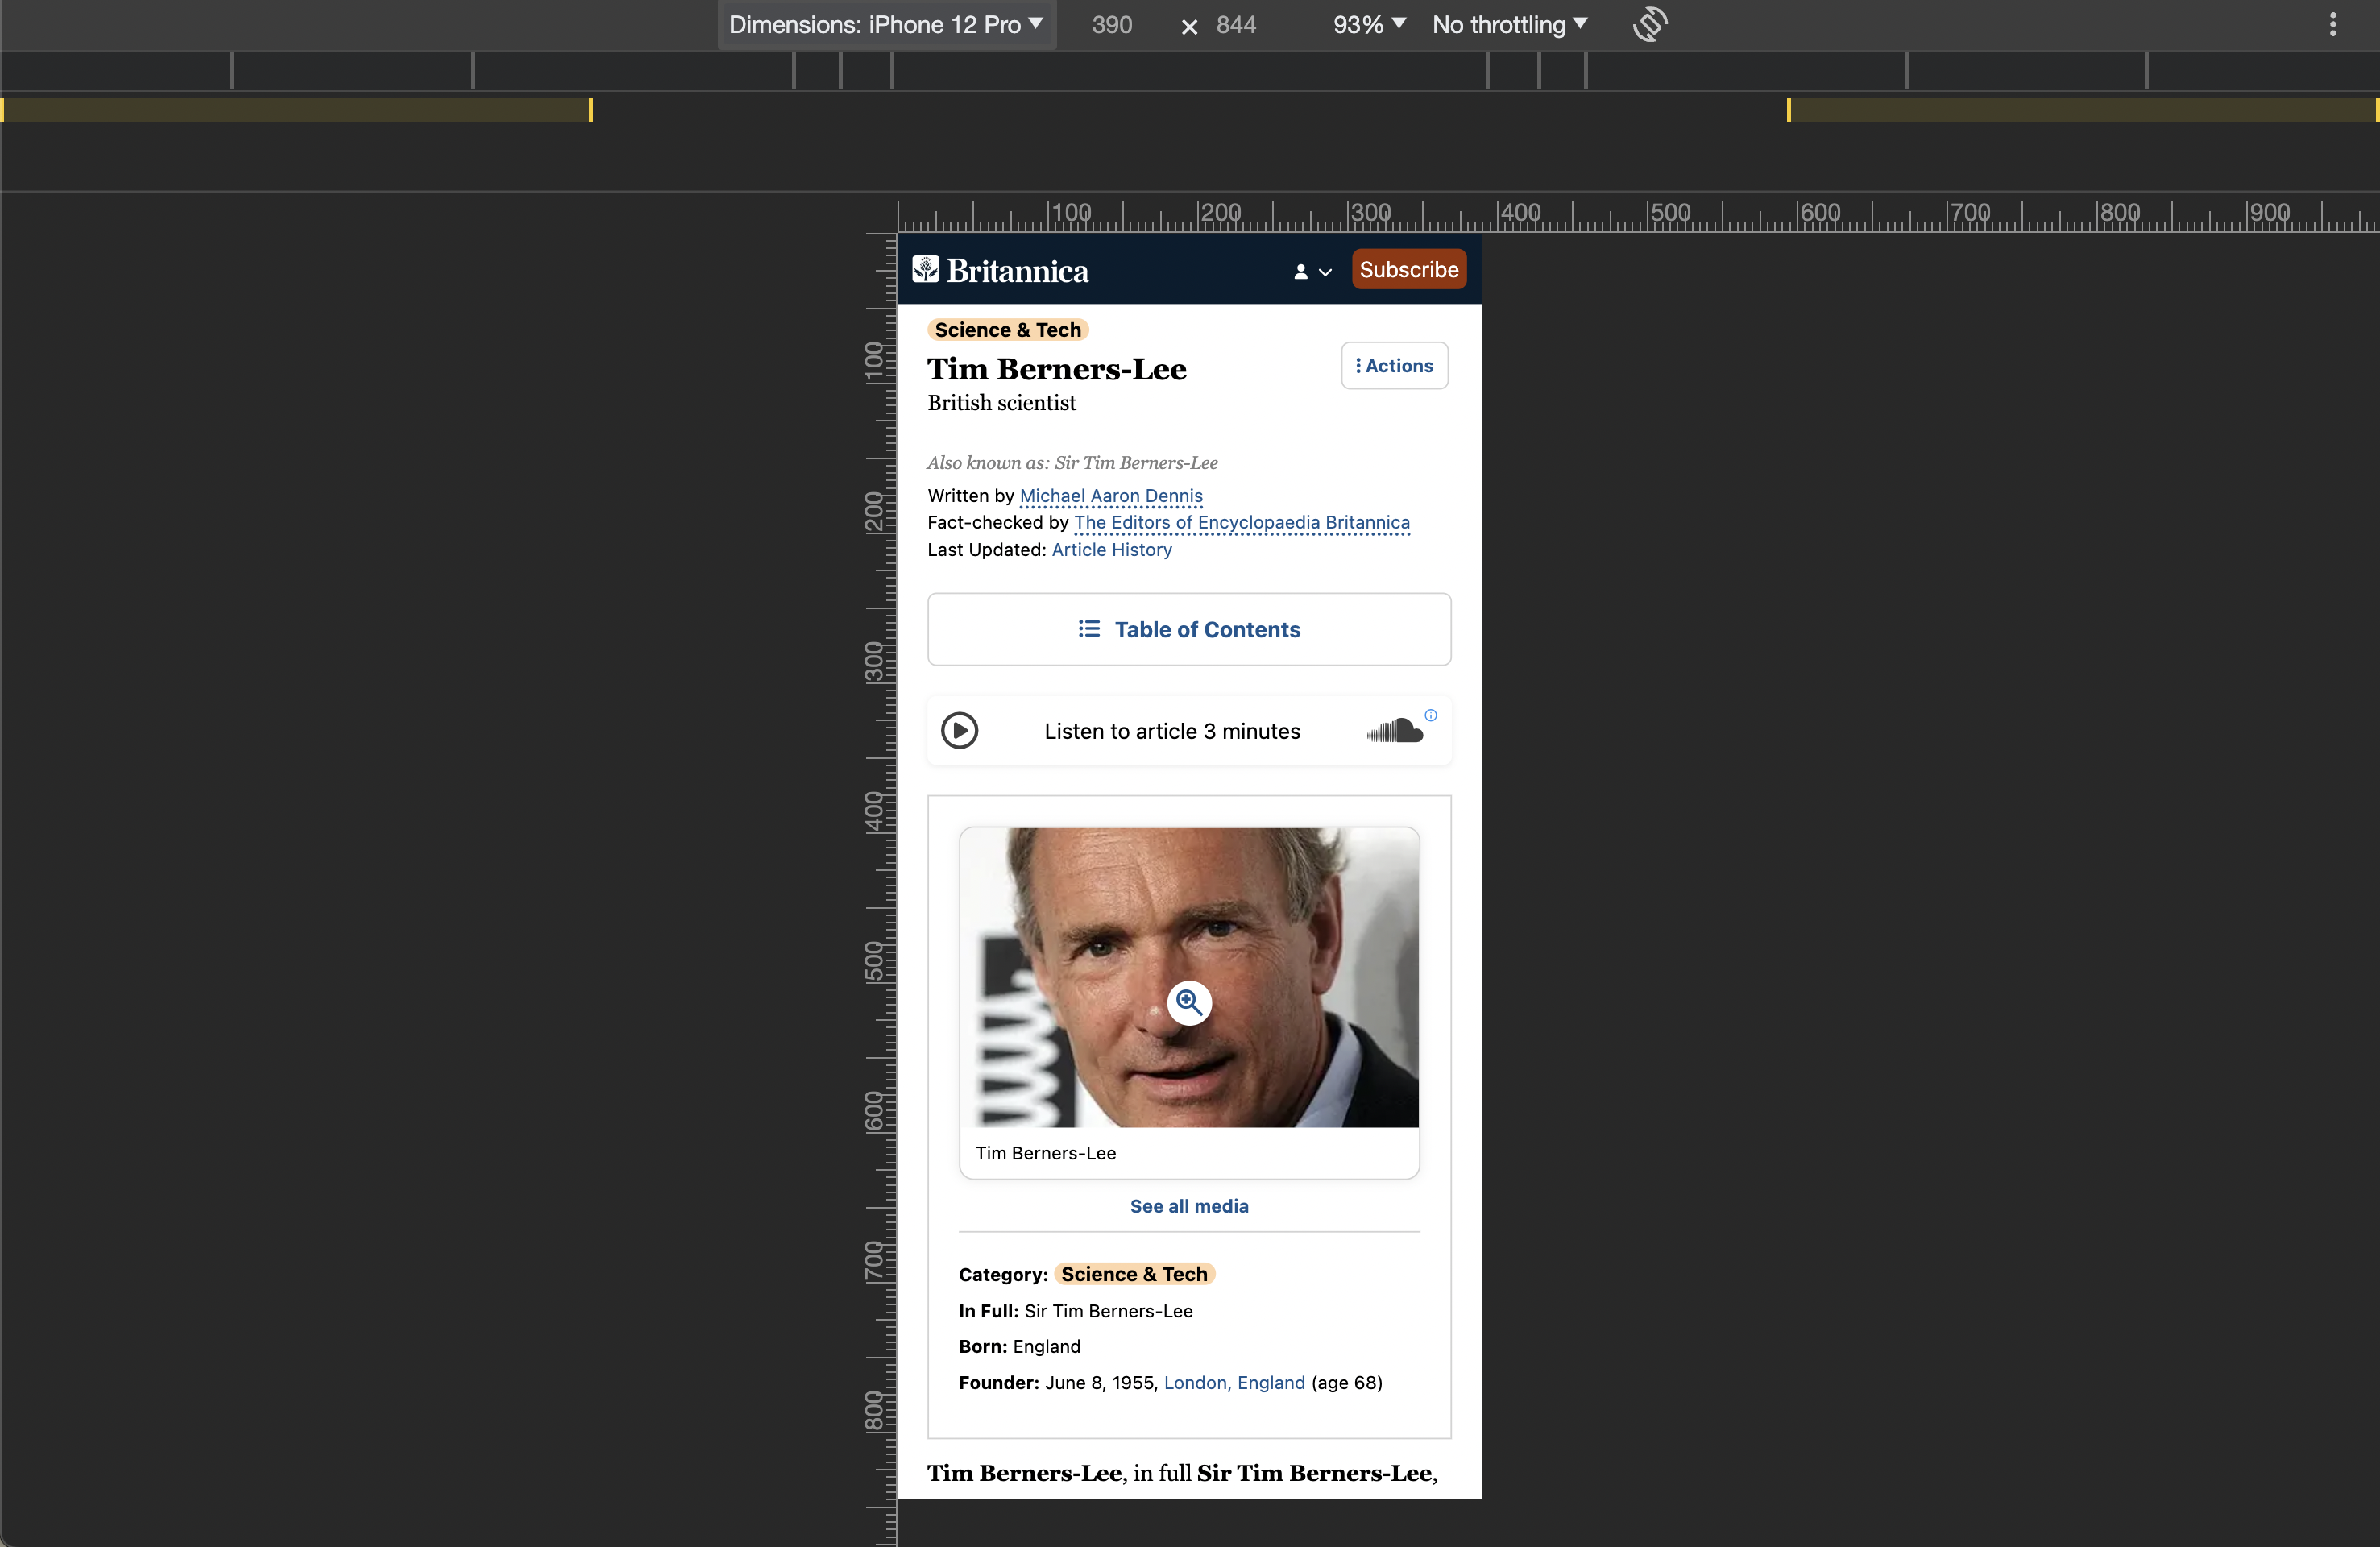 Dimensions: iPhone 12 Pro 390 × 844 93% No throttling
100 200 300 400 500 600 700 800 900
Britannica Subscribe
Science & Tech
Tim Berners-Lee
Actions
British scientist
Also known as: Sir Tim Berners-Lee
Written by Michael Aaron Dennis
Fact-checked by The Editors of Encyclopaedia Britannica
Last Updated: Article History
Table of Contents
Listen to article 3 minutes
Tim Berners-Lee
See all media
Category: Science & Tech
In Full: Sir Tim Berners-Lee
Born: England
Founder: June 8, 1955, London, England (age 68)
Tim Berners-Lee, in full Sir Tim Berners-Lee,
100
200
300
400
500
600
700
800